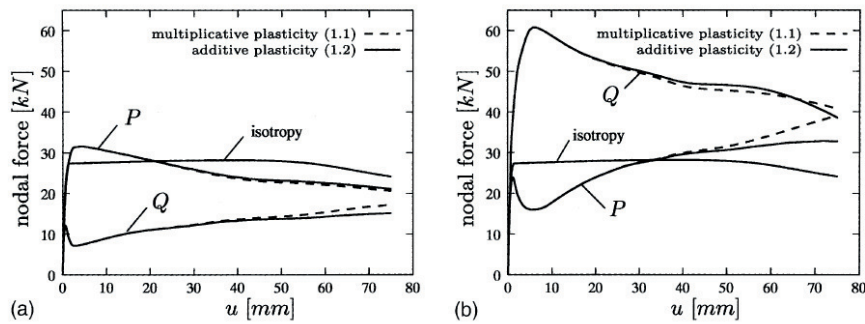 multiplicative plasticity (1.1)
additive plasticity (1.2)
nodal force [kN]
60
50
40
30
20
10
0
P
isotropy
Q
0 10 20 30 40 50 60 70 80
u [mm]
(a)
multiplicative plasticity (1.1)
additive plasticity (1.2)
nodal force [kN]
60
50
40
30
20
10
0
Q
isotropy
P
0 10 20 30 40 50 60 70 80
u [mm]
(b)